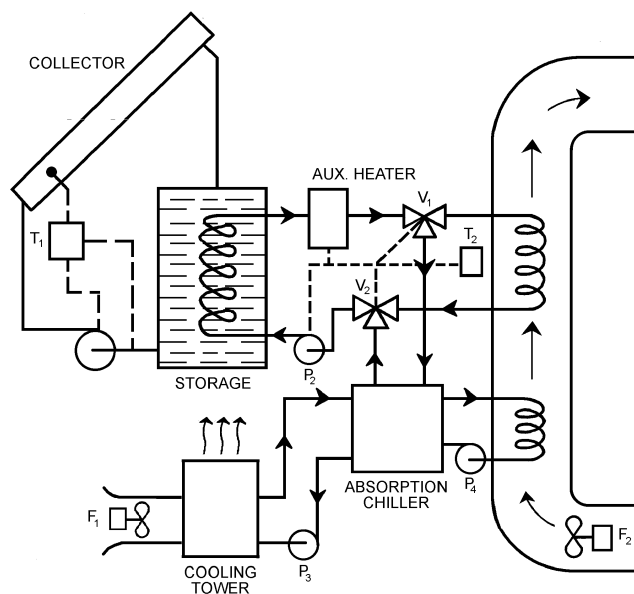 COLLECTOR
AUX. HEATER
V1
T1
T2
V2
P2
STORAGE
ABSORPTION
CHILLER
P4
F1
F2
P3
COOLING
TOWER